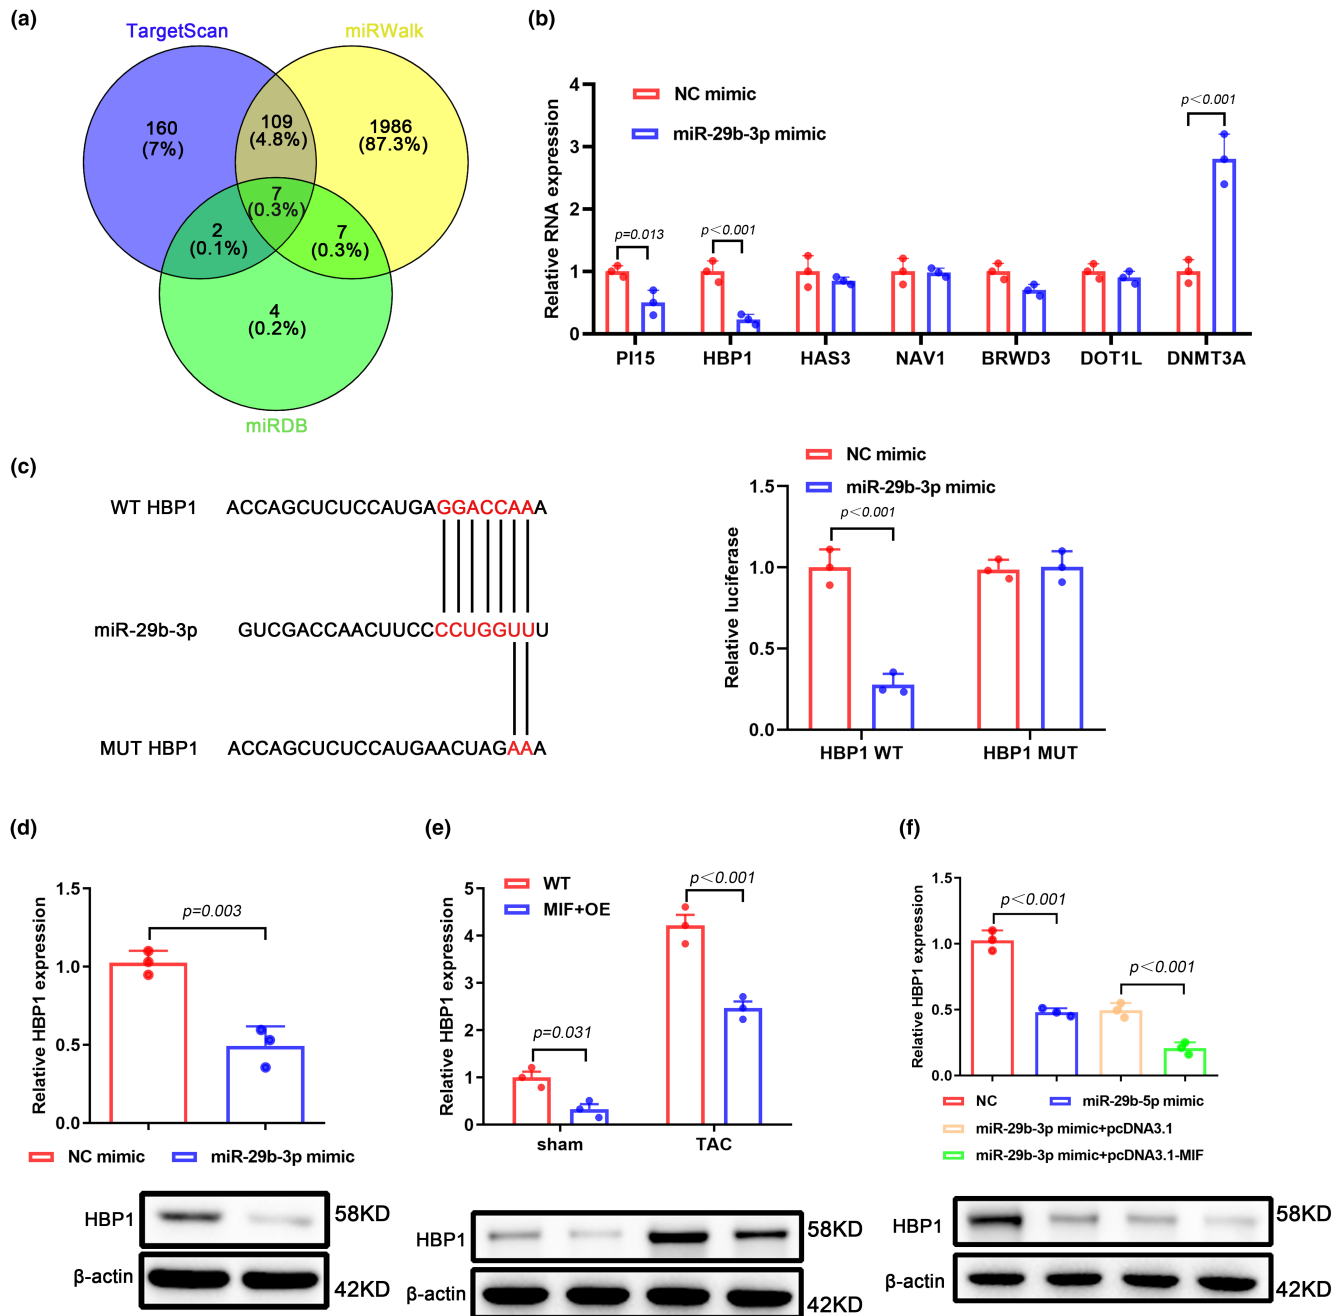 (a)
TargetScan
miRWalk
160
(7%)
109
(4.8%)
1986
(87.3%)
7
(0.3%)
2
(0.1%)
7
(0.3%)
4
(0.2%)
miRDB
(b)
Relative RNA expression
4
3
2
1
0
NC mimic
miR-29b-3p mimic
p=0.013
p<0.001
p<0.001
PI15
HBP1
HAS3
NAV1
BRWD3
DOT1L
DNMT3A
(c)
WT HBP1 ACCAGCUCUCCAUGAGGACCAAA
miR-29b-3p GUCGACCAACUUCCCCUGGUUU
MUT HBP1 ACCAGCUCUCCAUGAACUAGAAA
NC mimic
miR-29b-3p mimic
Relative luciferase
1.5
1.0
0.5
0.0
p<0.001
HBP1 WT
HBP1 MUT
(d)
Relative HBP1 expression
1.5
1.0
0.5
0.0
p=0.003
NC mimic
miR-29b-3p mimic
HBP1
58KD
β-actin
42KD
(e)
Relative HBP1 expression
5
4
3
2
1
0
WT
MIF+OE
p=0.031
p<0.001
sham
TAC
HBP1
58KD
β-actin
42KD
(f)
Relative HBP1 expression
1.5
1.0
0.5
0.0
p<0.001
p<0.001
NC
miR-29b-5p mimic
miR-29b-3p mimic+pcDNA3.1
miR-29b-3p mimic+pcDNA3.1-MIF
HBP1
58KD
β-actin
42KD